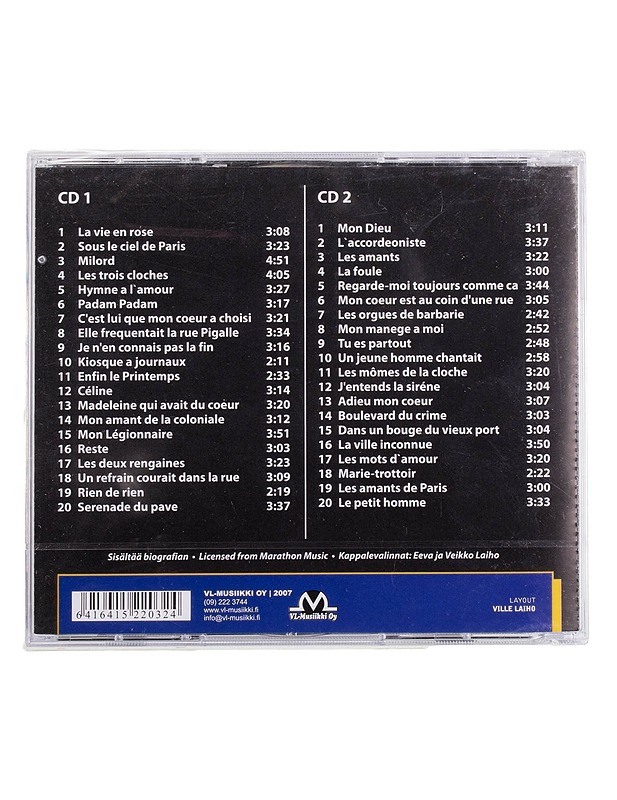 CD 1
1 La vie en rose 3:08
2 Sous le ciel de Paris 3:23
3 Milord 4:51
4 Les trois cloches 4:05
5 Hymne a l`amour 3:27
6 Padam Padam 3:17
7 C'est lui que mon coeur a choisi 3:21
8 Elle frequentait la rue Pigalle 3:34
9 Je n'en connais pas la fin 3:16
10 Kiosque a journaux 2:11
11 Enfin le Printemps 2:33
12 Céline 3:14
13 Madeleine qui avait du coeur 3:20
14 Mon amant de la coloniale 3:12
15 Mon Légionnaire 3:51
16 Reste 3:03
17 Les deux rengaines 3:23
18 Un refrain courait dans la rue 3:09
19 Rien de rien 2:19
20 Serenade du pave 3:37
CD 2
1 Mon Dieu 3:11
2 L`accordeoniste 3:37
3 Les amants 3:22
4 La foule 3:00
5 Regarde-moi toujours comme ca 3:44
6 Mon coeur est au coin d'une rue 3:05
7 Les orgues de barbarie 2:42
8 Mon manege a moi 2:52
9 Tu es partout 2:48
10 Un jeune homme chantait 2:58
11 Les mômes de la cloche 3:20
12 J'entends la siréne 3:04
13 Adieu mon coeur 3:07
14 Boulevard du crime 3:03
15 Dans un bouge du vieux port 3:04
16 La ville inconnue 3:50
17 Les mots d`amour 3:20
18 Marie-trottoir 2:22
19 Les amants de Paris 3:00
20 Le petit homme 3:33
Sisältää biografian • Licensed from Marathon Music • Kappalevalinnat: Eeva ja Veikko Laiho
6 416415 220324
VL-MUSIIKKI OY | 2007
(09) 222 3744
www.vl-musiikki.fi
info@vl-musiikki.fi
VL-Musiikki Oy
LAYOUT
VILLE LAIHO